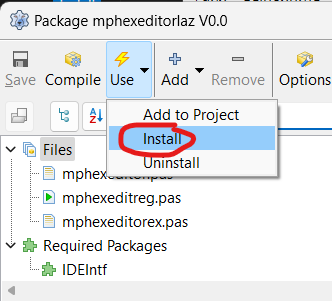 Package mphexeditorlaz V0.0
Save Compile Use Add Remove Options
Add to Project
Install
Uninstall
Files
mphexeditor.pas
mphexeditreg.pas
mphexeditorex.pas
Required Packages
IDEIntf